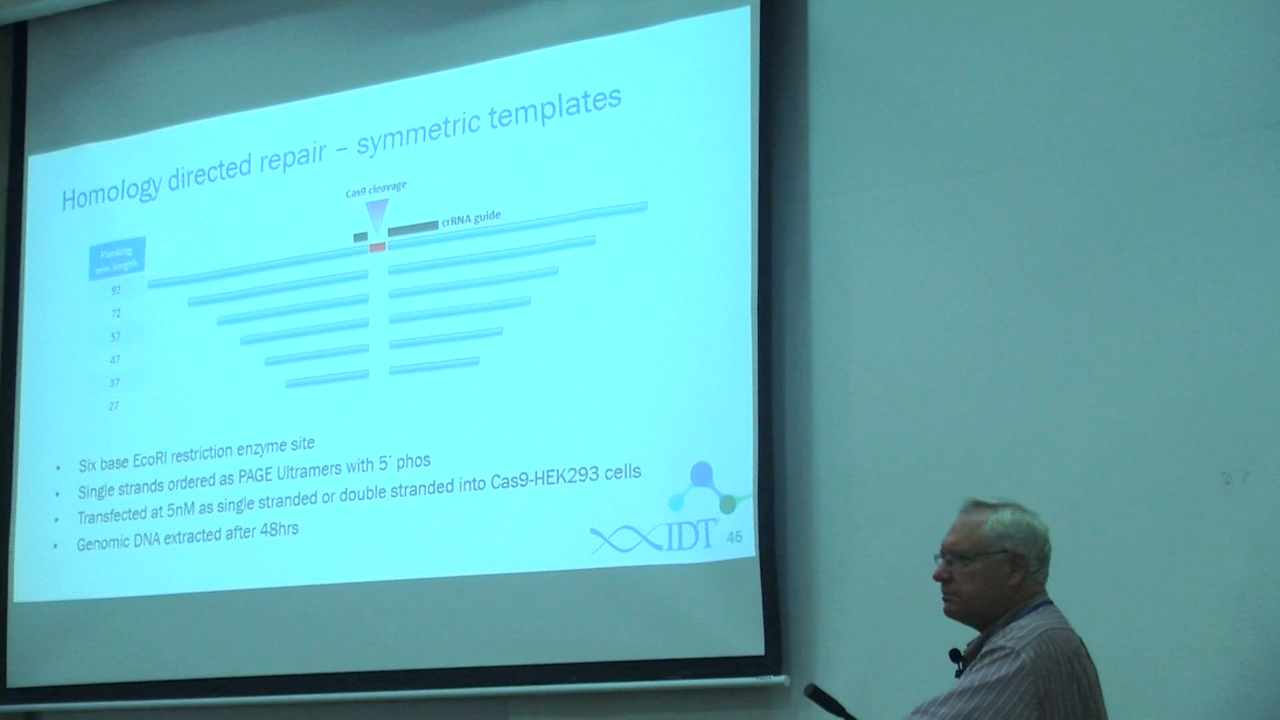 Homology directed repair – symmetric templates
Cas9 cleavage
crRNA guide
Flanking
arm length
92
72
57
47
37
27
• Six base EcoRI restriction enzyme site
• Single strands ordered as PAGE Ultramers with 5' phos
• Transfected at 5nM as single stranded or double stranded into Cas9-HEK293 cells
• Genomic DNA extracted after 48hrs
IDT 45